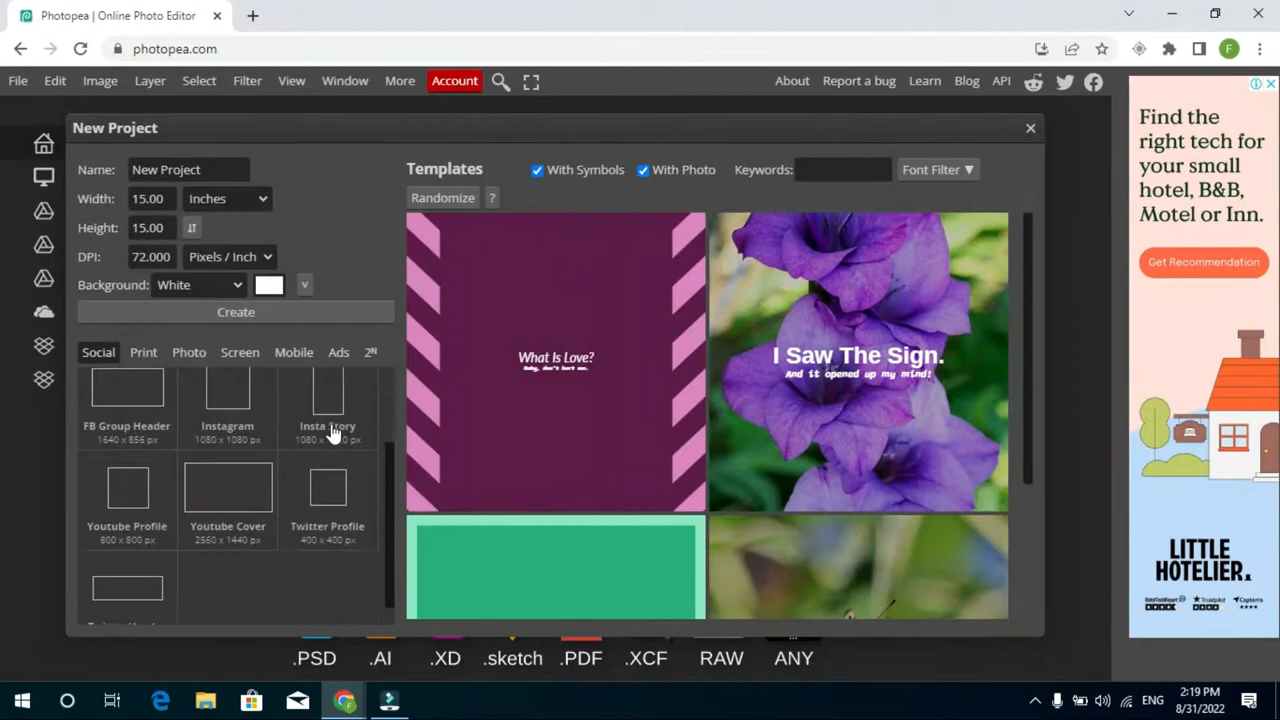 Photopea | Online Photo Editor
photopea.com
F
File Edit Image Layer Select Filter View Window More Account About Report a bug Learn Blog API
New Project
Name: New Project
Width: 15.00 Inches
Height: 15.00
DPI: 72.000 Pixels / Inch
Background: White v
Create
Social Print Photo Screen Mobile Ads 2ᴺ
FB Group Header Instagram Insta Story
1640 x 856 px 1080 x 1080 px 1080 x
Youtube Profile Youtube Cover Twitter Profile
800 x 800 px 2560 x 1440 px 400 x 400 px
Templates With Symbols With Photo Keywords: Font Filter ▼
Randomize ?
What Is Love?
Baby, don't hurt me.
I Saw The Sign.
And it opened up my mind!
.PSD .AI .XD .sketch .PDF .XCF RAW ANY
Find the
right tech for
your small
hotel, B&B,
Motel or Inn.
Get Recommendation
LITTLE
HOTELIER
ENG
2:19 PM
8/31/2022